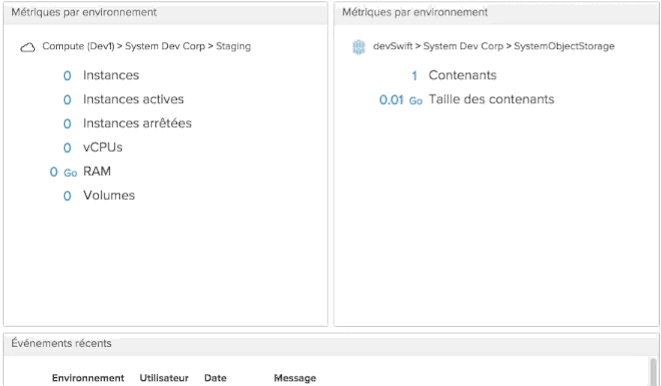 Métriques par environnement
Compute (Dev1) > System Dev Corp > Staging
0 Instances
0 Instances actives
0 Instances arrêtées
0 vCPUs
0 Go RAM
0 Volumes
Métriques par environnement
devSwift > System Dev Corp > SystemObjectStorage
1 Contenants
0.01 Go Taille des contenants
Événements récents
Environnement Utilisateur Date Message